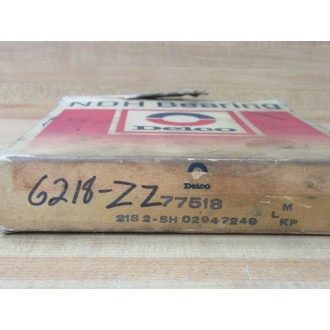 NDH Bearing
Delco
Delco
6218-ZZ 77518
218 2-SH 02947249
L M
KP